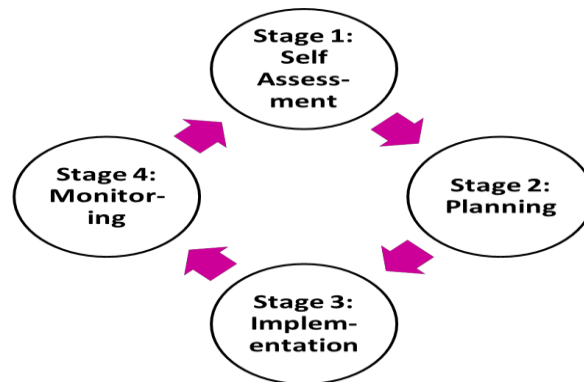 Stage 1:
Self
Assess-
ment
Stage 2:
Planning
Stage 3:
Implem-
entation
Stage 4:
Monitor-
ing